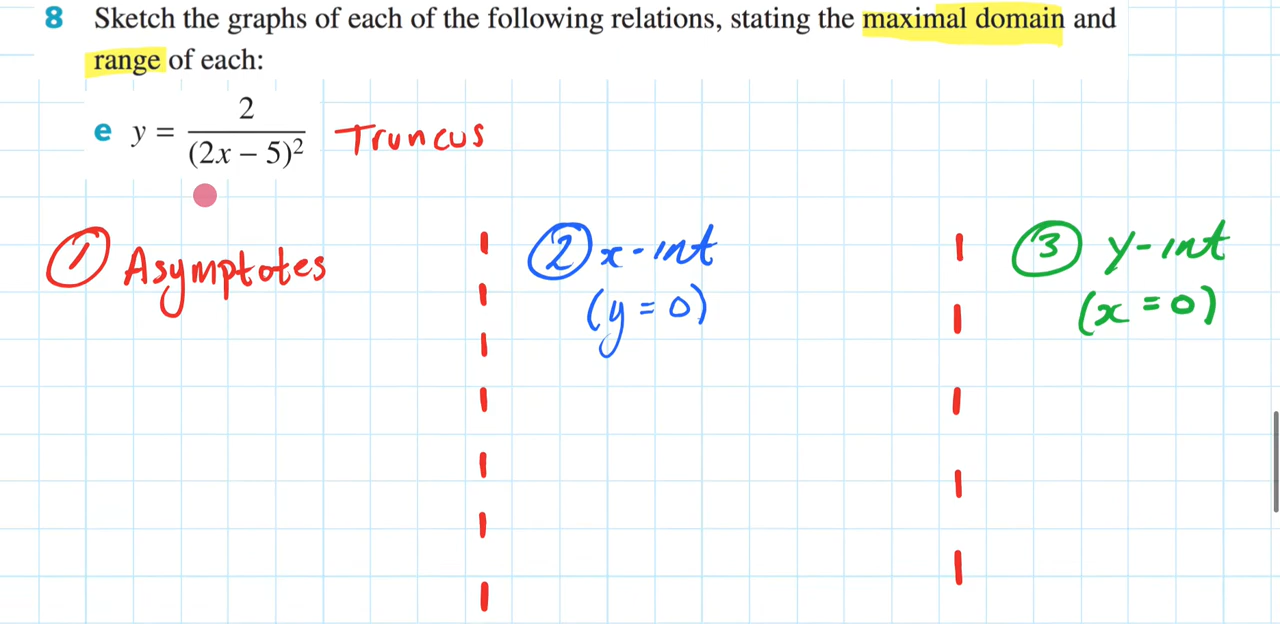 8 Sketch the graphs of each of the following relations, stating the maximal domain and
range of each:
e y = 2/(2x – 5)² Truncus
① Asymptotes
② x-int
(y = 0)
③ y-int
(x = 0)